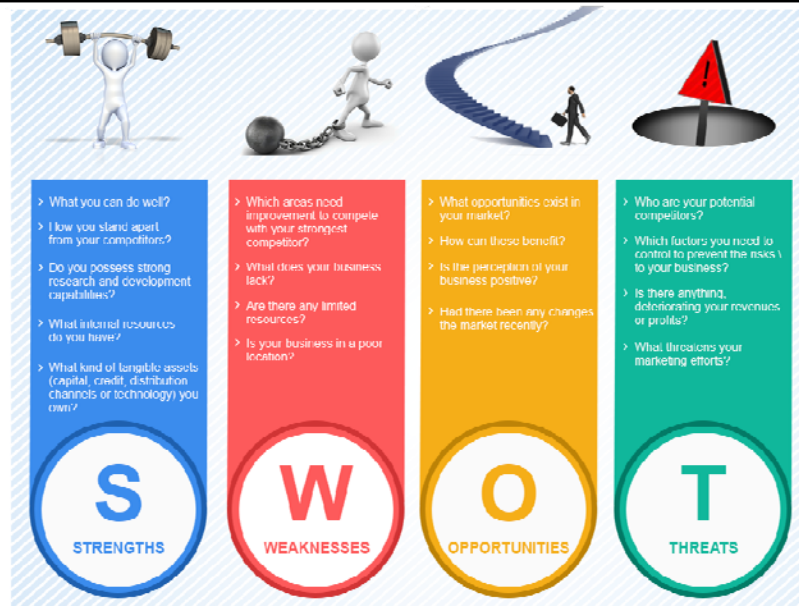 > What you can do well?
> How you stand apart
from your competitors?
> Do you possess strong
research and development
capabilities?
> What internal resources
do you have?
> What kind of tangible assets
(capital, credit, distribution
channels or technology) you
own?
S
STRENGTHS
> Which areas need
improvement to compete
with your strongest
competitor?
> What does your business
lack?
> Are there any limited
resources?
> Is your business in a poor
location?
W
WEAKNESSES
> What opportunities exist in
your market?
> How can these benefit?
> Is the perception of your
business positive?
> Had there been any changes
the market recently?
O
OPPORTUNITIES
!
> Who are your potential
competitors?
> Which factors you need to
control to prevent the risks \
to your business?
> Is there anything,
deteriorating your revenues
or profits?
> What threatens your
marketing efforts?
T
THREATS